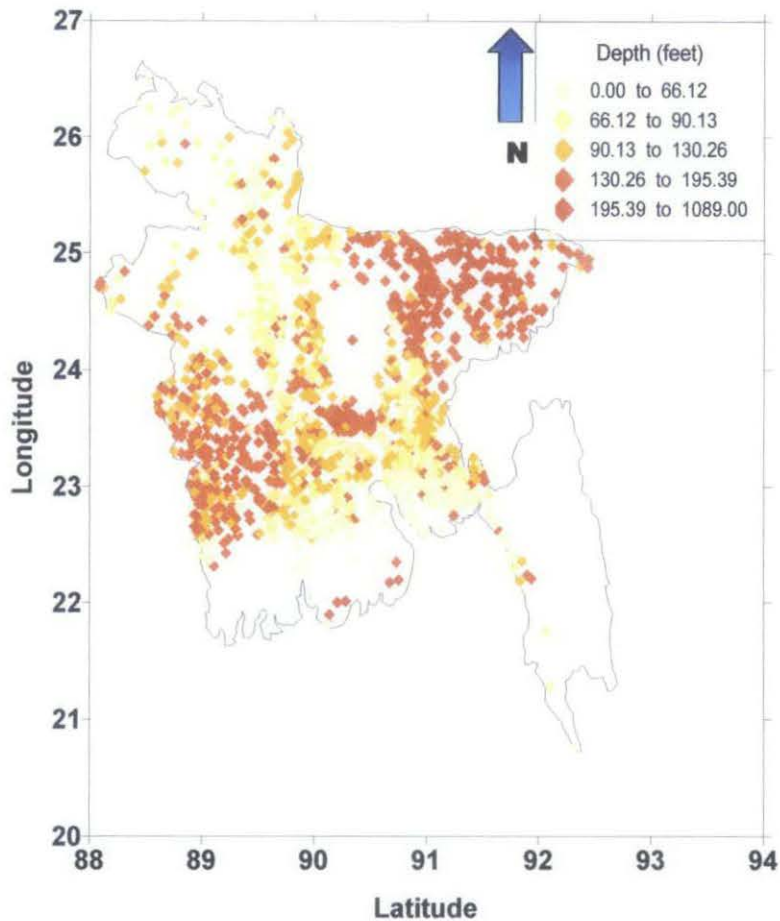 27
26
25
24
23
22
21
20
Longitude
88
89
90
91
92
93
94
Latitude
N
Depth (feet)
0.00 to 66.12
66.12 to 90.13
90.13 to 130.26
130.26 to 195.39
195.39 to 1089.00